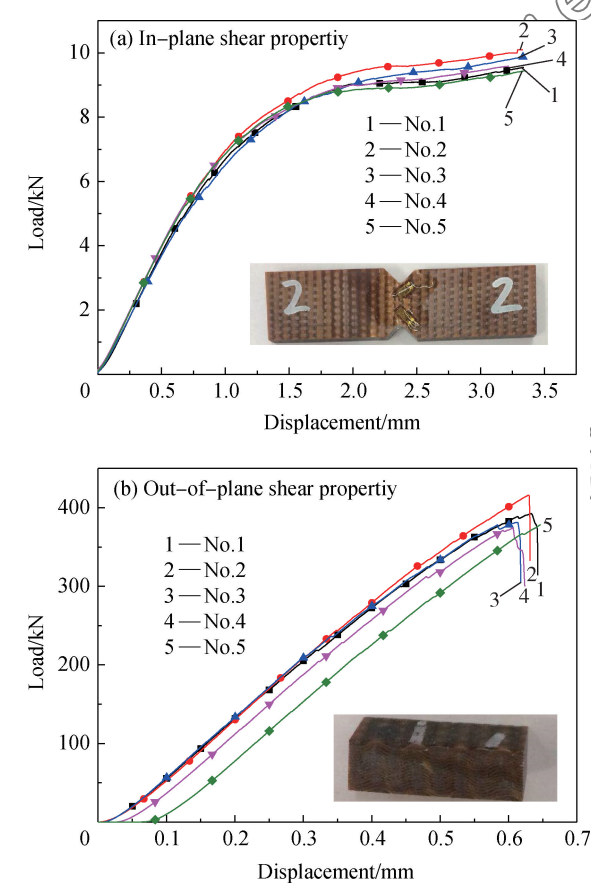 (a) In-plane shear propertiy
10
8
6
4
2
0
Load/kN
2
3
4
1
5
1 — No.1
2 — No.2
3 — No.3
4 — No.4
5 — No.5
2 2
0.5 1.0 1.5 2.0 2.5 3.0 3.5
Displacement/mm
(b) Out-of-plane shear propertiy
400
300
200
100
0
Load/kN
1 — No.1
2 — No.2
3 — No.3
4 — No.4
5 — No.5
5
2
3 4 1
0.1 0.2 0.3 0.4 0.5 0.6 0.7
Displacement/mm